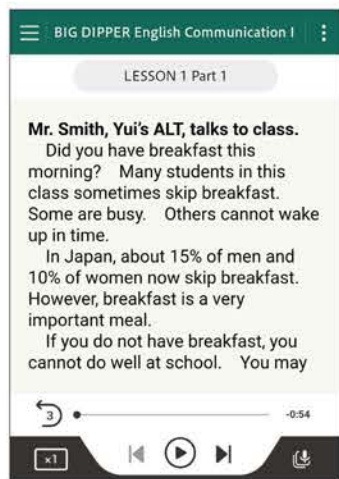 BIG DIPPER English Communication I
LESSON 1 Part 1
Mr. Smith, Yui's ALT, talks to class.
Did you have breakfast this
morning? Many students in this
class sometimes skip breakfast.
Some are busy. Others cannot wake
up in time.
In Japan, about 15% of men and
10% of women now skip breakfast.
However, breakfast is a very
important meal.
If you do not have breakfast, you
cannot do well at school. You may
3
-0:54
×1